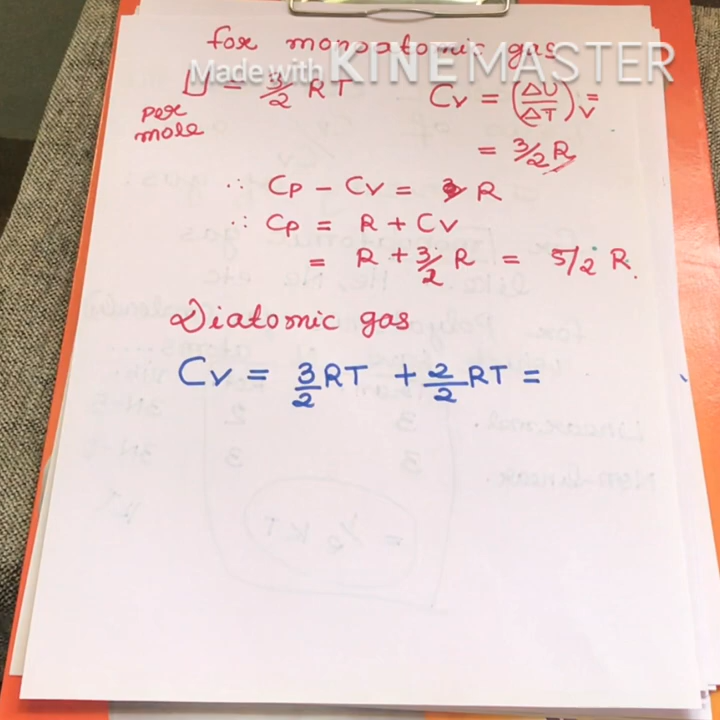 for monoatomic gas
Made with KINEMASTER
U = 3/2 RT
per mole
Cv = (ΔU/ΔT)v =
= 3/2 R
∴ Cp - Cv = R
∴ Cp = R + Cv
= R + 3/2 R = 5/2 R.
Diatomic gas
Cv = 3/2 RT + 2/2 RT =